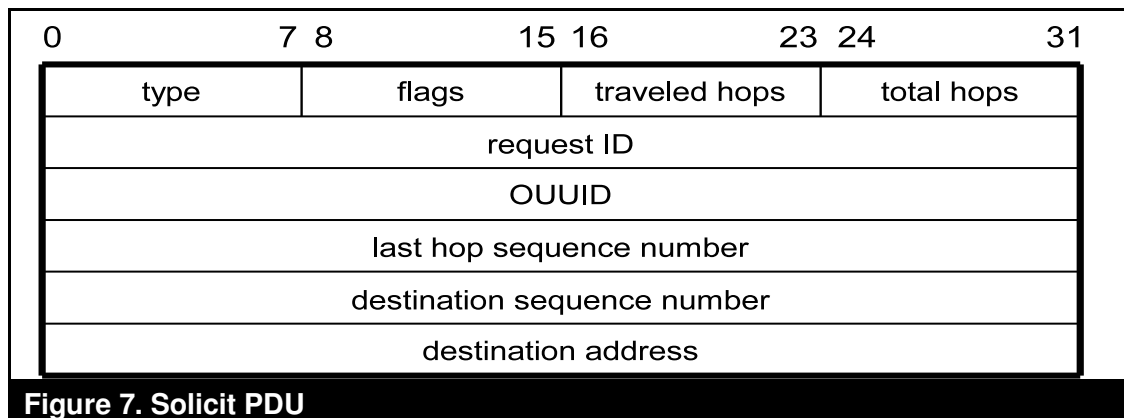 0 7 8 15 16 23 24 31
type flags traveled hops total hops
request ID
OUUID
last hop sequence number
destination sequence number
destination address
Figure 7. Solicit PDU